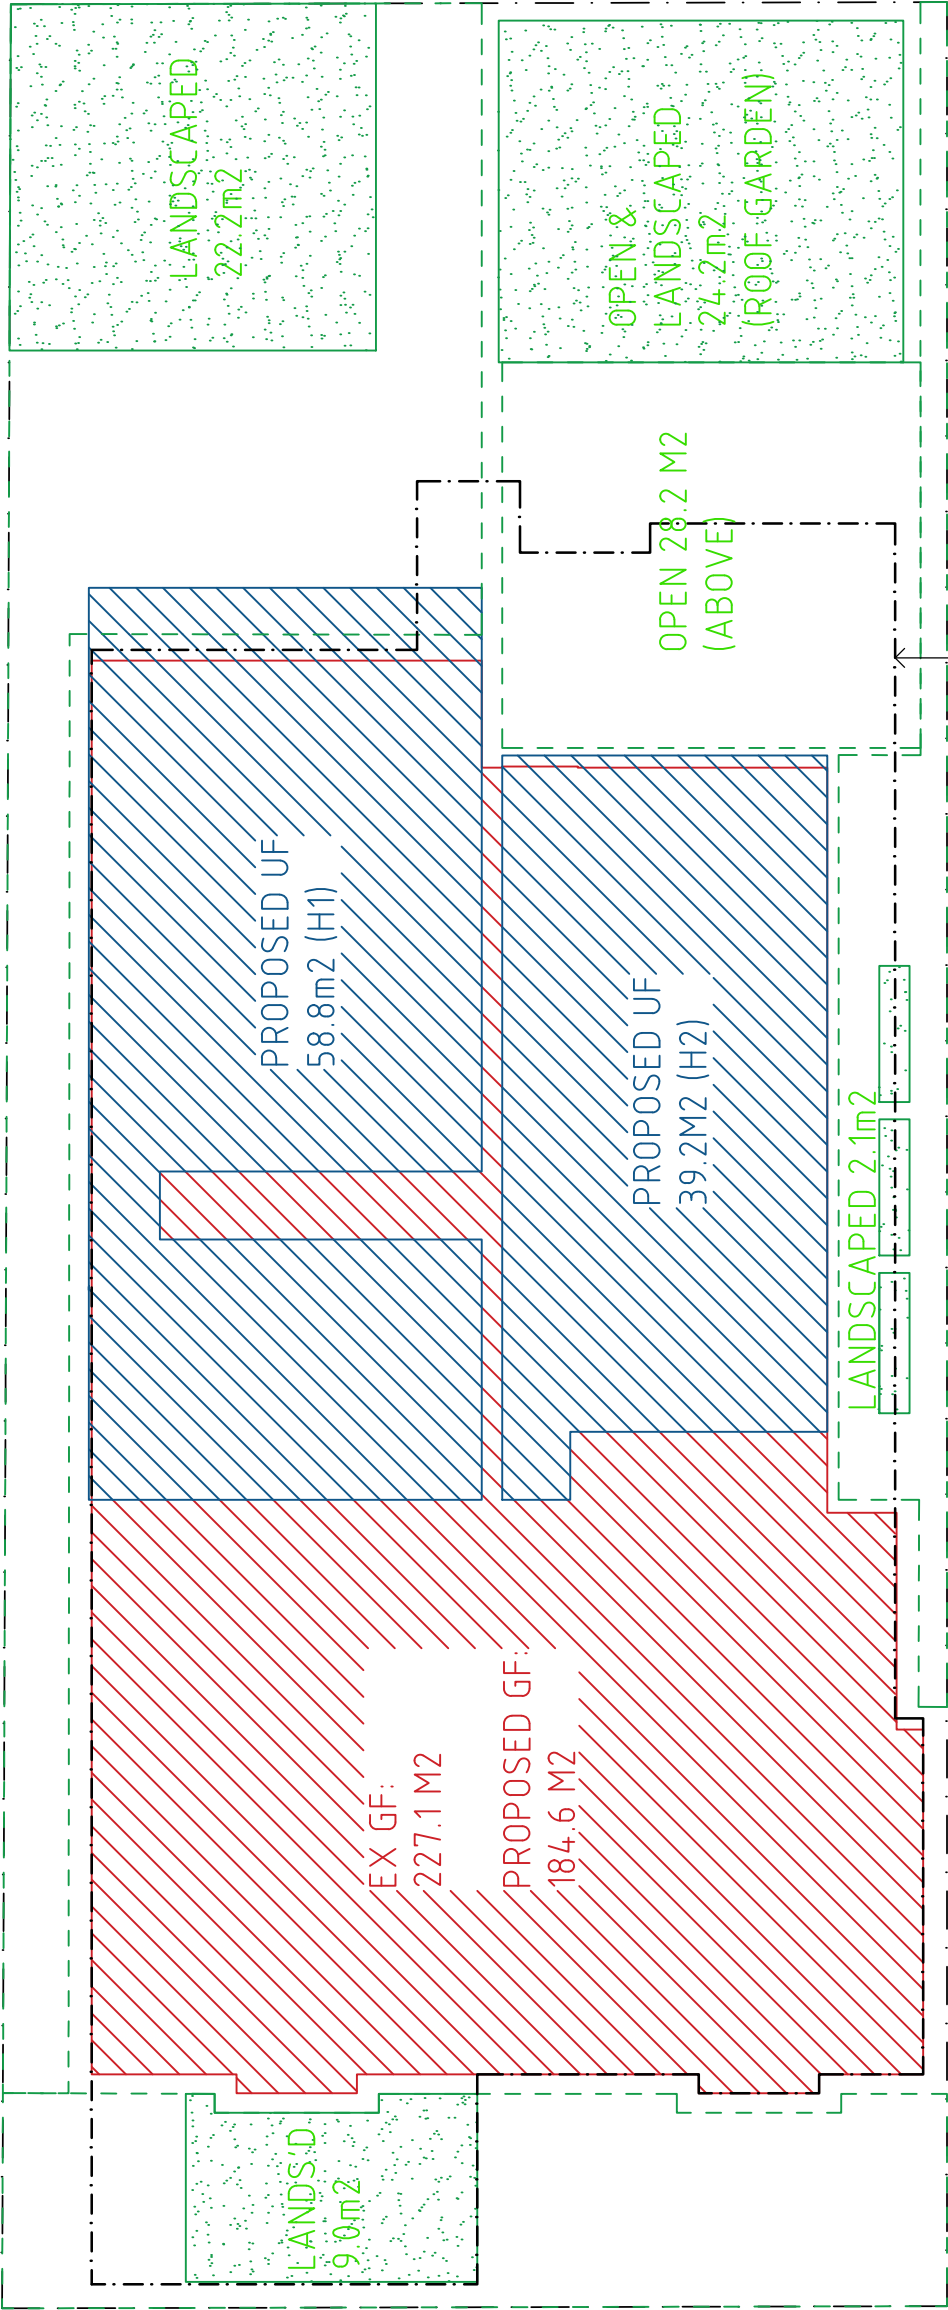 LANDSCAPED
22.2m2
OPEN &
LANDSCAPED
24.2m2
(ROOF GARDEN)
OPEN 28.2 M2
(ABOVE)
PROPOSED UF
58.8m2 (H1)
PROPOSED UF
39.2M2 (H2)
LANDSCAPED 2.1m2
EX GF:
227.1 M2
PROPOSED GF:
184.6 M2
LANDS'D
9.0m2